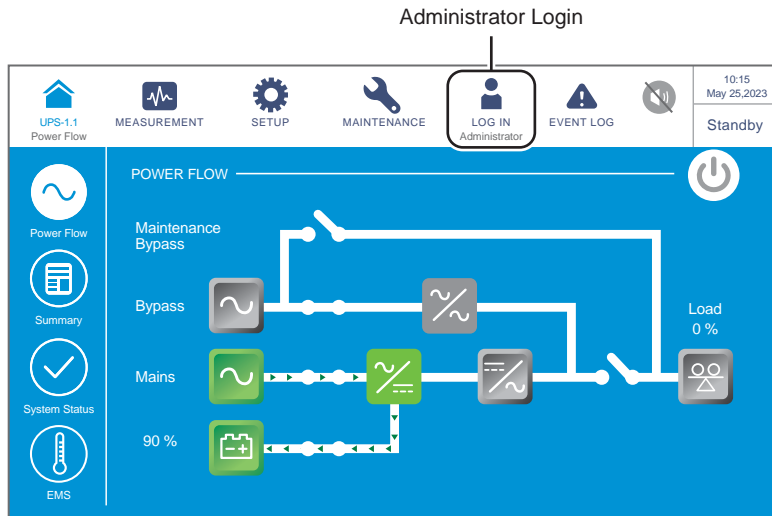 Administrator Login
10:15
May 25,2023
UPS-1.1
Power Flow
MEASUREMENT
SETUP
MAINTENANCE
LOG IN
Administrator
EVENT LOG
Standby
POWER FLOW
Power Flow
Maintenance
Bypass
Bypass
Summary
Load
0 %
Mains
System Status
90 %
EMS